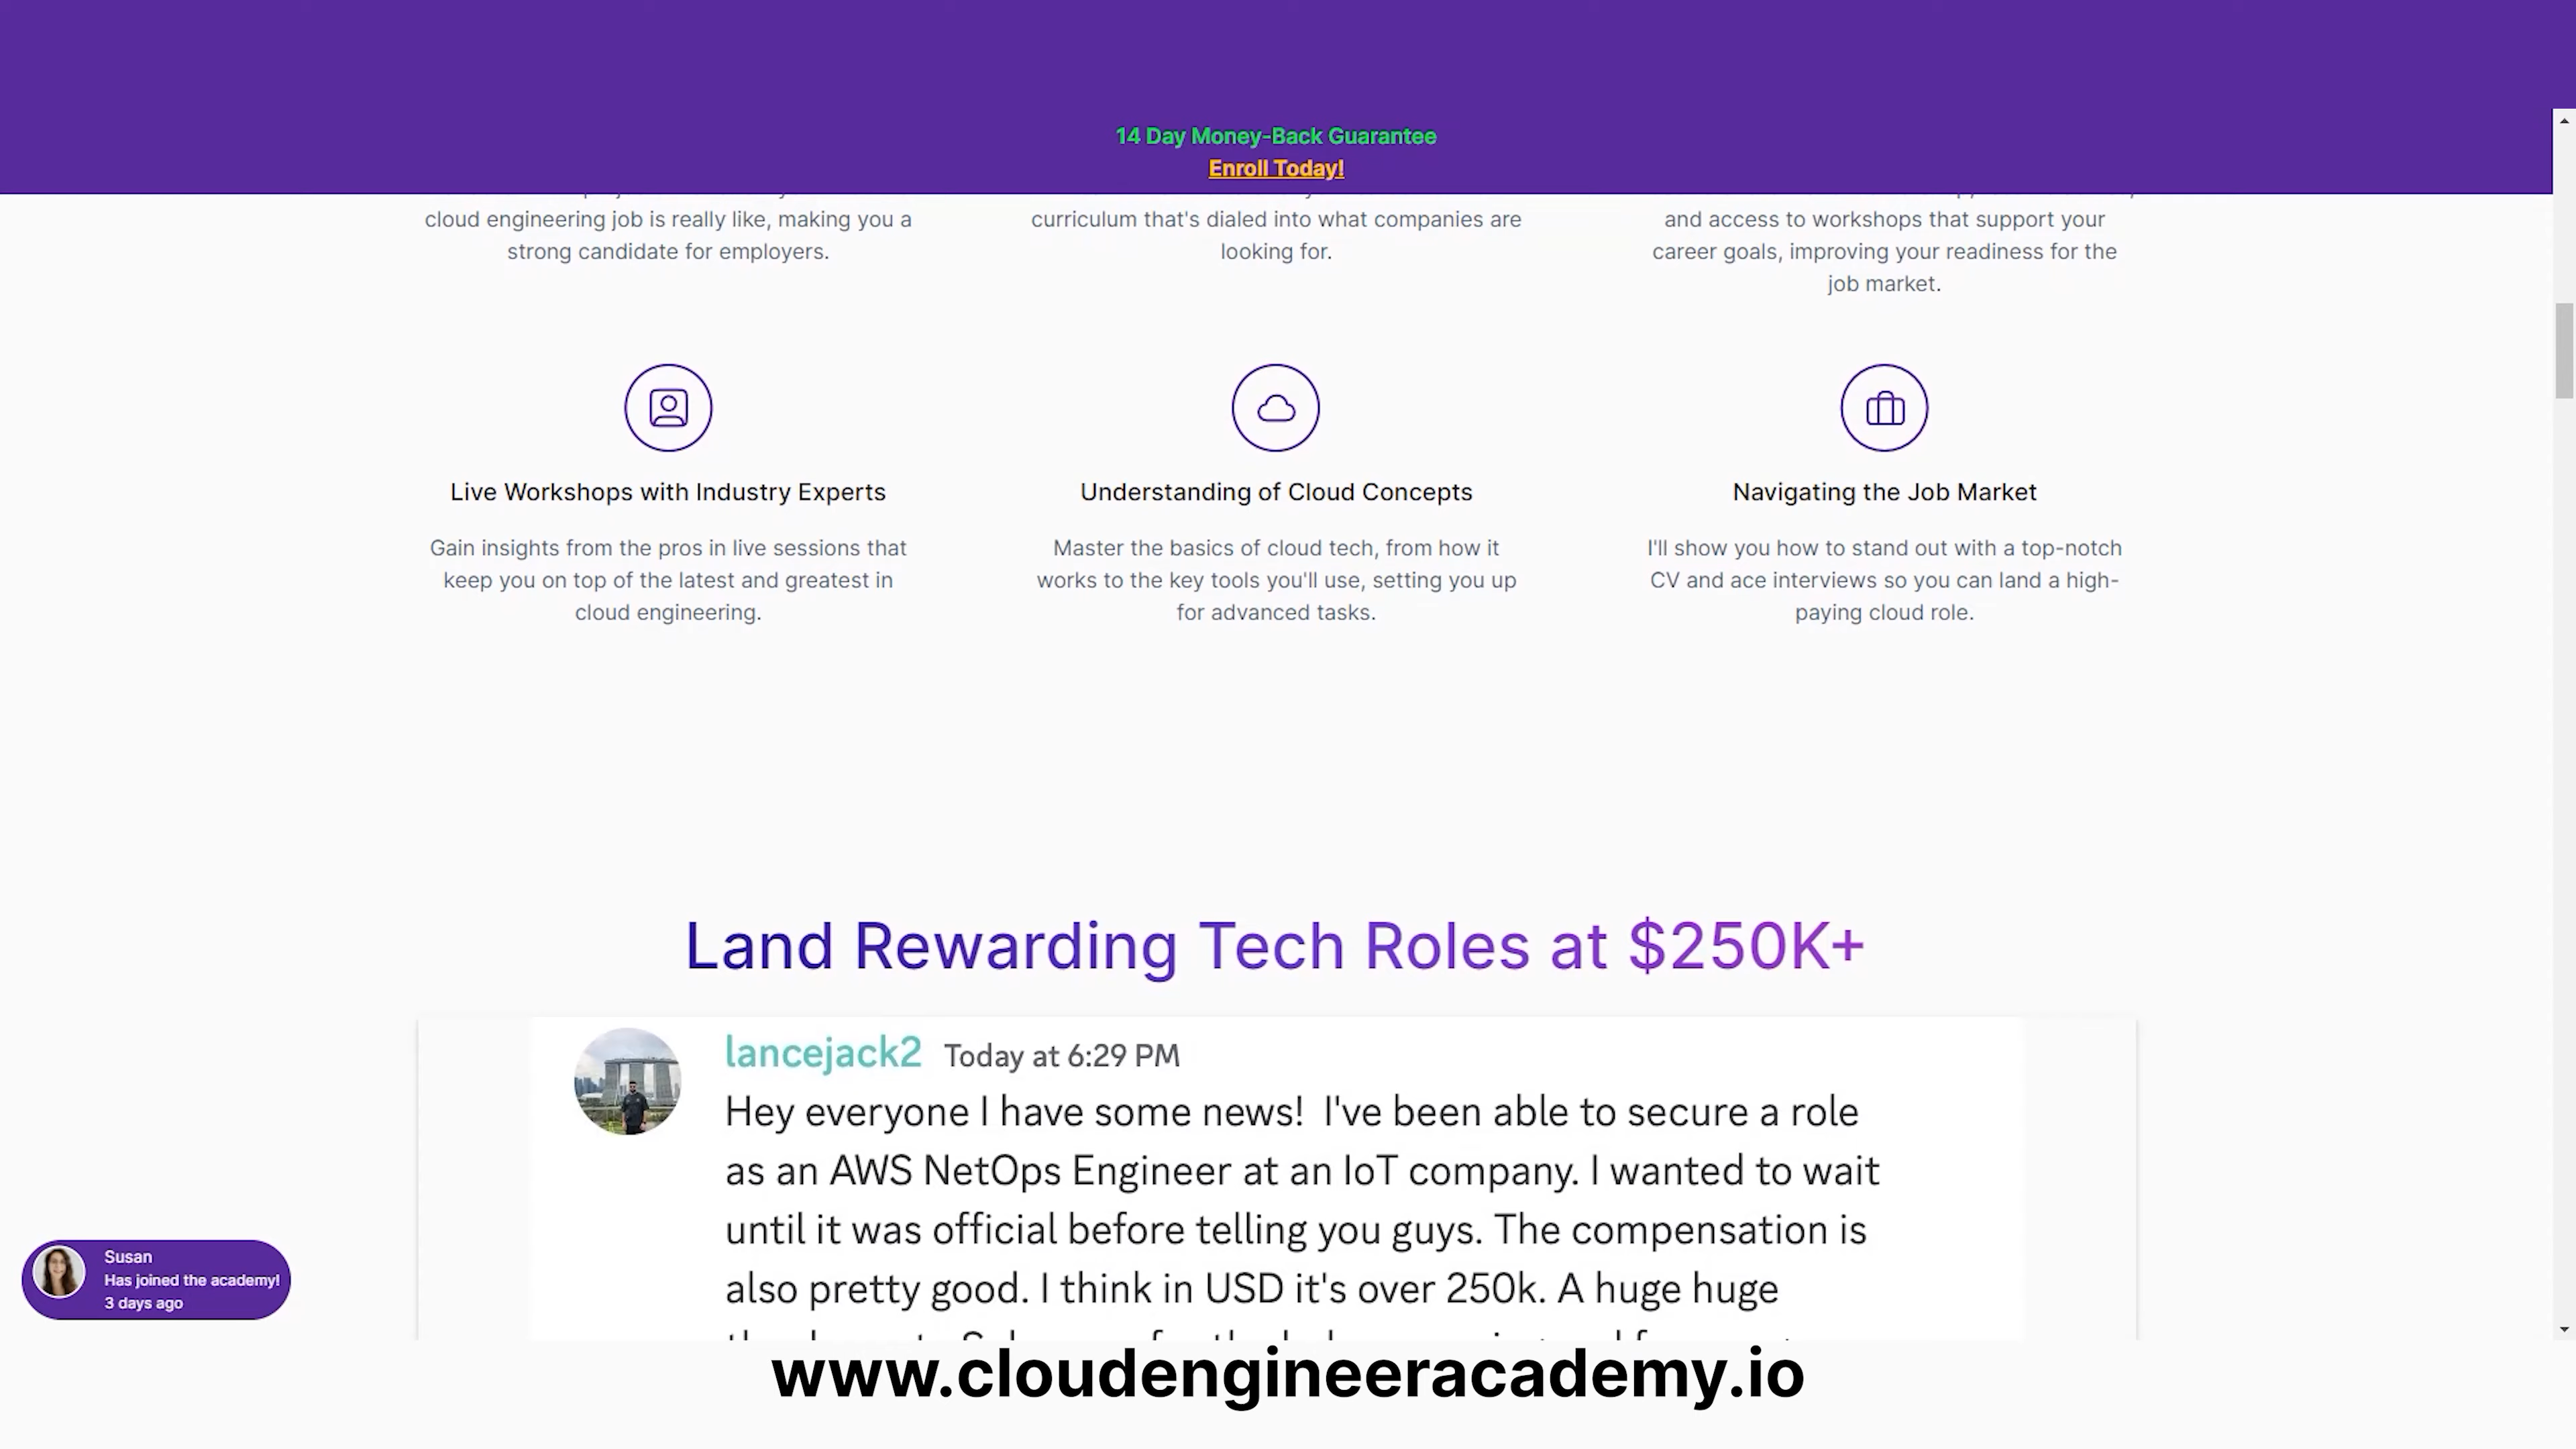 14 Day Money-Back Guarantee
Enroll Today!
cloud engineering job is really like, making you a
strong candidate for employers.
curriculum that's dialed into what companies are
looking for.
and access to workshops that support your
career goals, improving your readiness for the
job market.
Live Workshops with Industry Experts
Gain insights from the pros in live sessions that
keep you on top of the latest and greatest in
cloud engineering.
Understanding of Cloud Concepts
Master the basics of cloud tech, from how it
works to the key tools you'll use, setting you up
for advanced tasks.
Navigating the Job Market
I'll show you how to stand out with a top-notch
CV and ace interviews so you can land a high-
paying cloud role.
Land Rewarding Tech Roles at $250K+
lancejack2 Today at 6:29 PM
Hey everyone I have some news! I've been able to secure a role
as an AWS NetOps Engineer at an IoT company. I wanted to wait
until it was official before telling you guys. The compensation is
also pretty good. I think in USD it's over 250k. A huge huge
Susan
Has joined the academy!
3 days ago
www.cloudengineeracademy.io